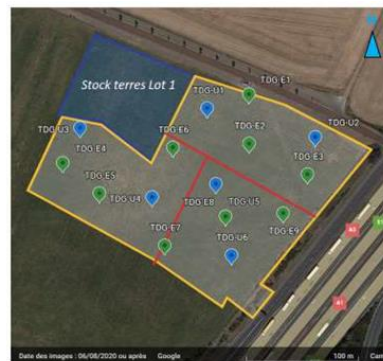 Stock terres Lot 1
TDG-E1
TDG-U1
TDG-U2
TDG-E2
TDG-U3
TDG-E6
TDG-E4
TDG-E3
TDG-E5
TDG-U4
TDG-E8
TDG-U5
TDG-E9
TDG-E7
TDG-U6
Date des images : 06/08/2020 ou après
Google
100 m